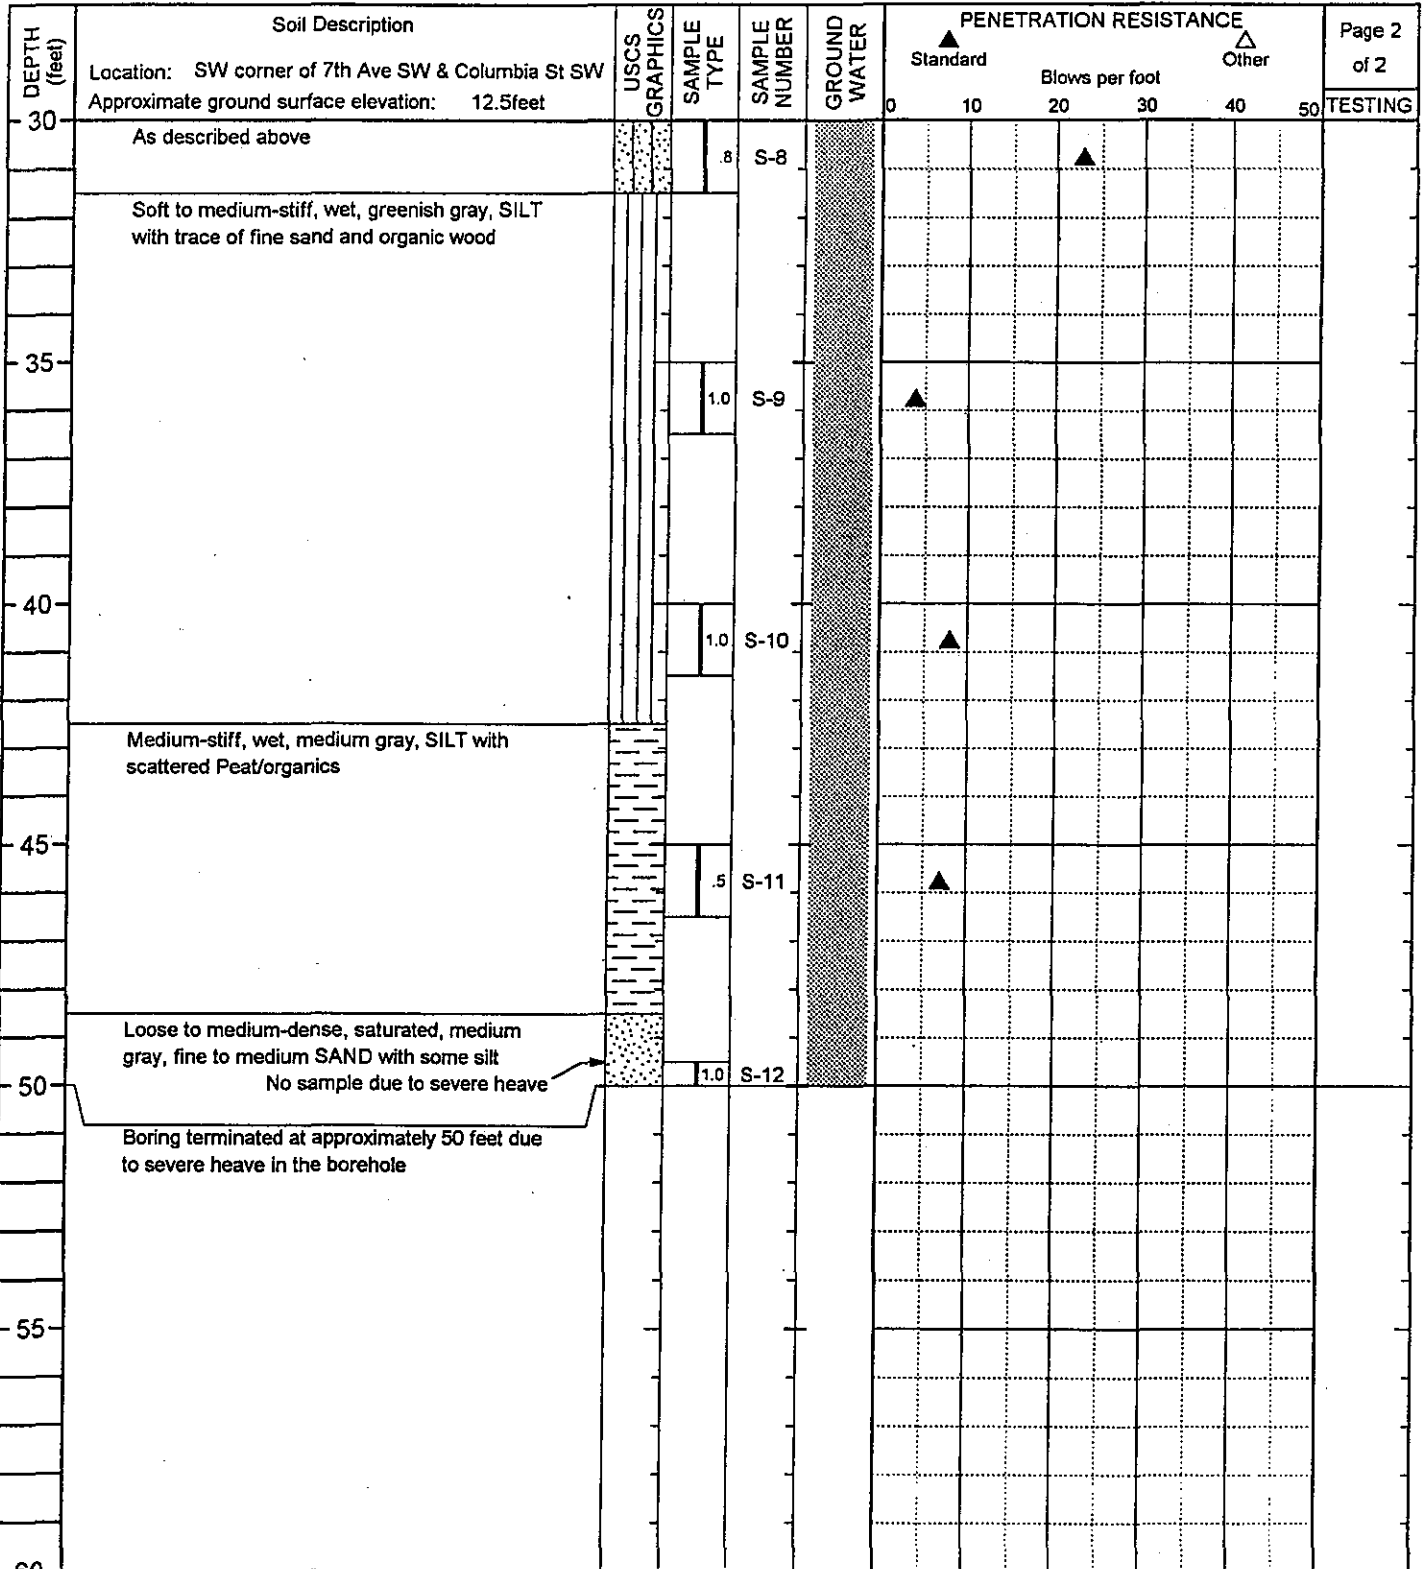 DEPTH
(feet)
Soil Description
Location: SW corner of 7th Ave SW & Columbia St SW
Approximate ground surface elevation: 12.5feet
USCS
GRAPHICS
SAMPLE
TYPE
SAMPLE
NUMBER
GROUND
WATER
PENETRATION RESISTANCE
Standard
Other
Blows per foot
0 10 20 30 40 50
Page 2
of 2
TESTING
30
As described above
.8
S-8
Soft to medium-stiff, wet, greenish gray, SILT
with trace of fine sand and organic wood
35
1.0
S-9
40
1.0
S-10
Medium-stiff, wet, medium gray, SILT with
scattered Peat/organics
45
.5
S-11
Loose to medium-dense, saturated, medium
gray, fine to medium SAND with some silt
No sample due to severe heave
1.0
S-12
50
Boring terminated at approximately 50 feet due
to severe heave in the borehole
55